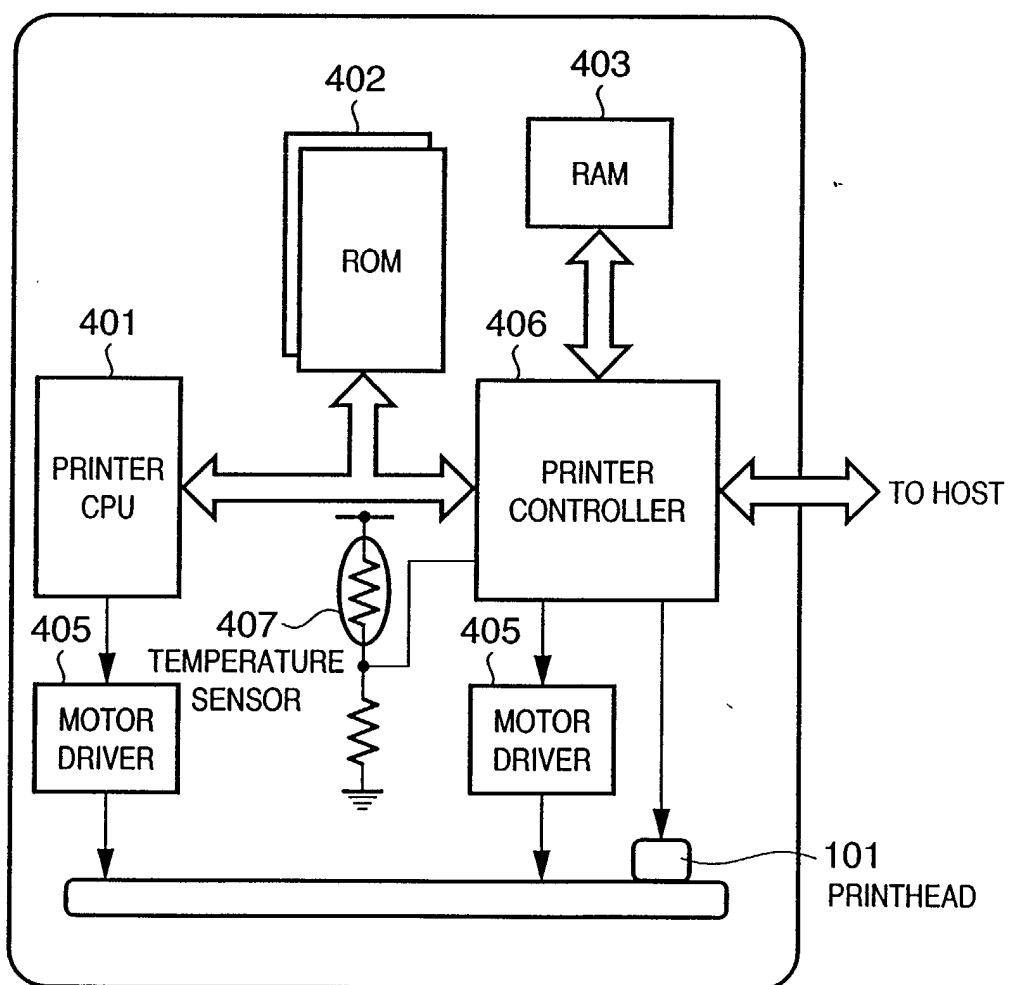 402
403
ROM
RAM
401
406
PRINTER
CPU
PRINTER
CONTROLLER
TO HOST
405
407
TEMPERATURE
SENSOR
405
MOTOR
DRIVER
MOTOR
DRIVER
101
PRINTHEAD